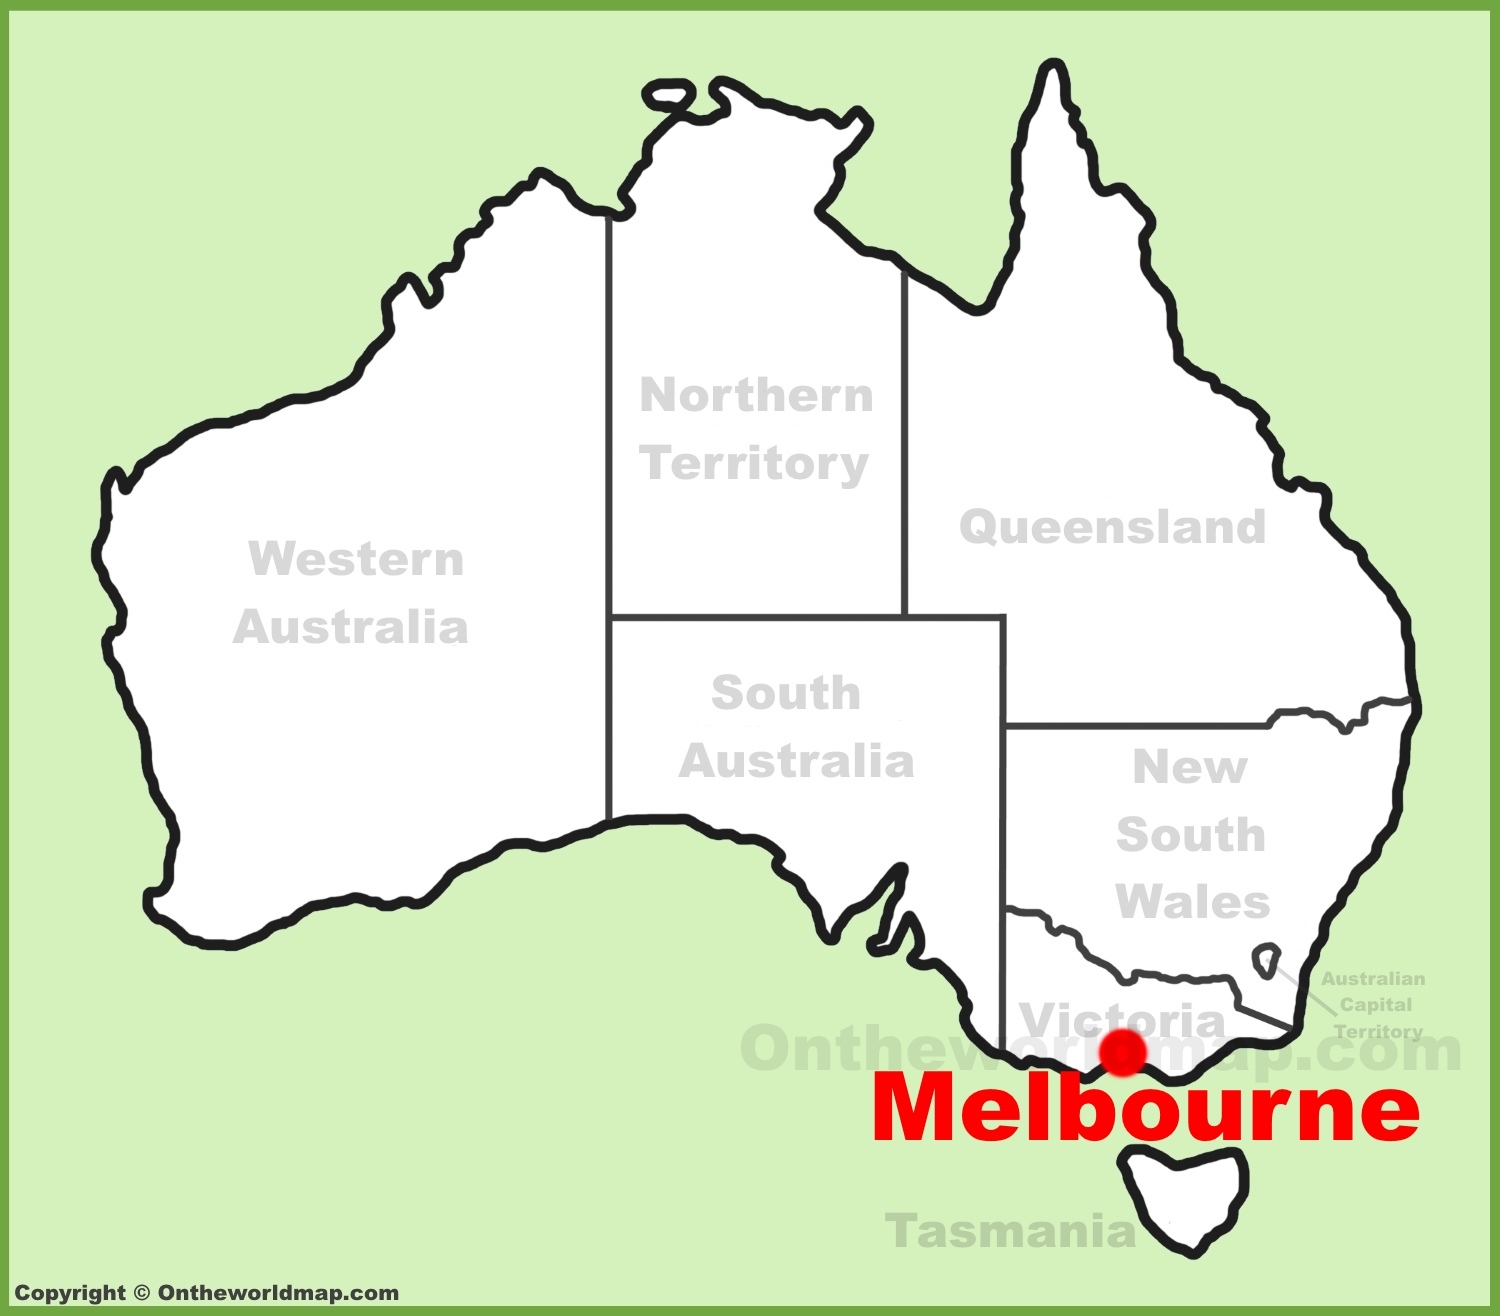 Northern
Territory
Queensland
Western
Australia
South
Australia
New
South
Wales
Australian
Capital
Territory
Victoria
Ontheworldmap.com
Melbourne
Tasmania
Copyright © Ontheworldmap.com